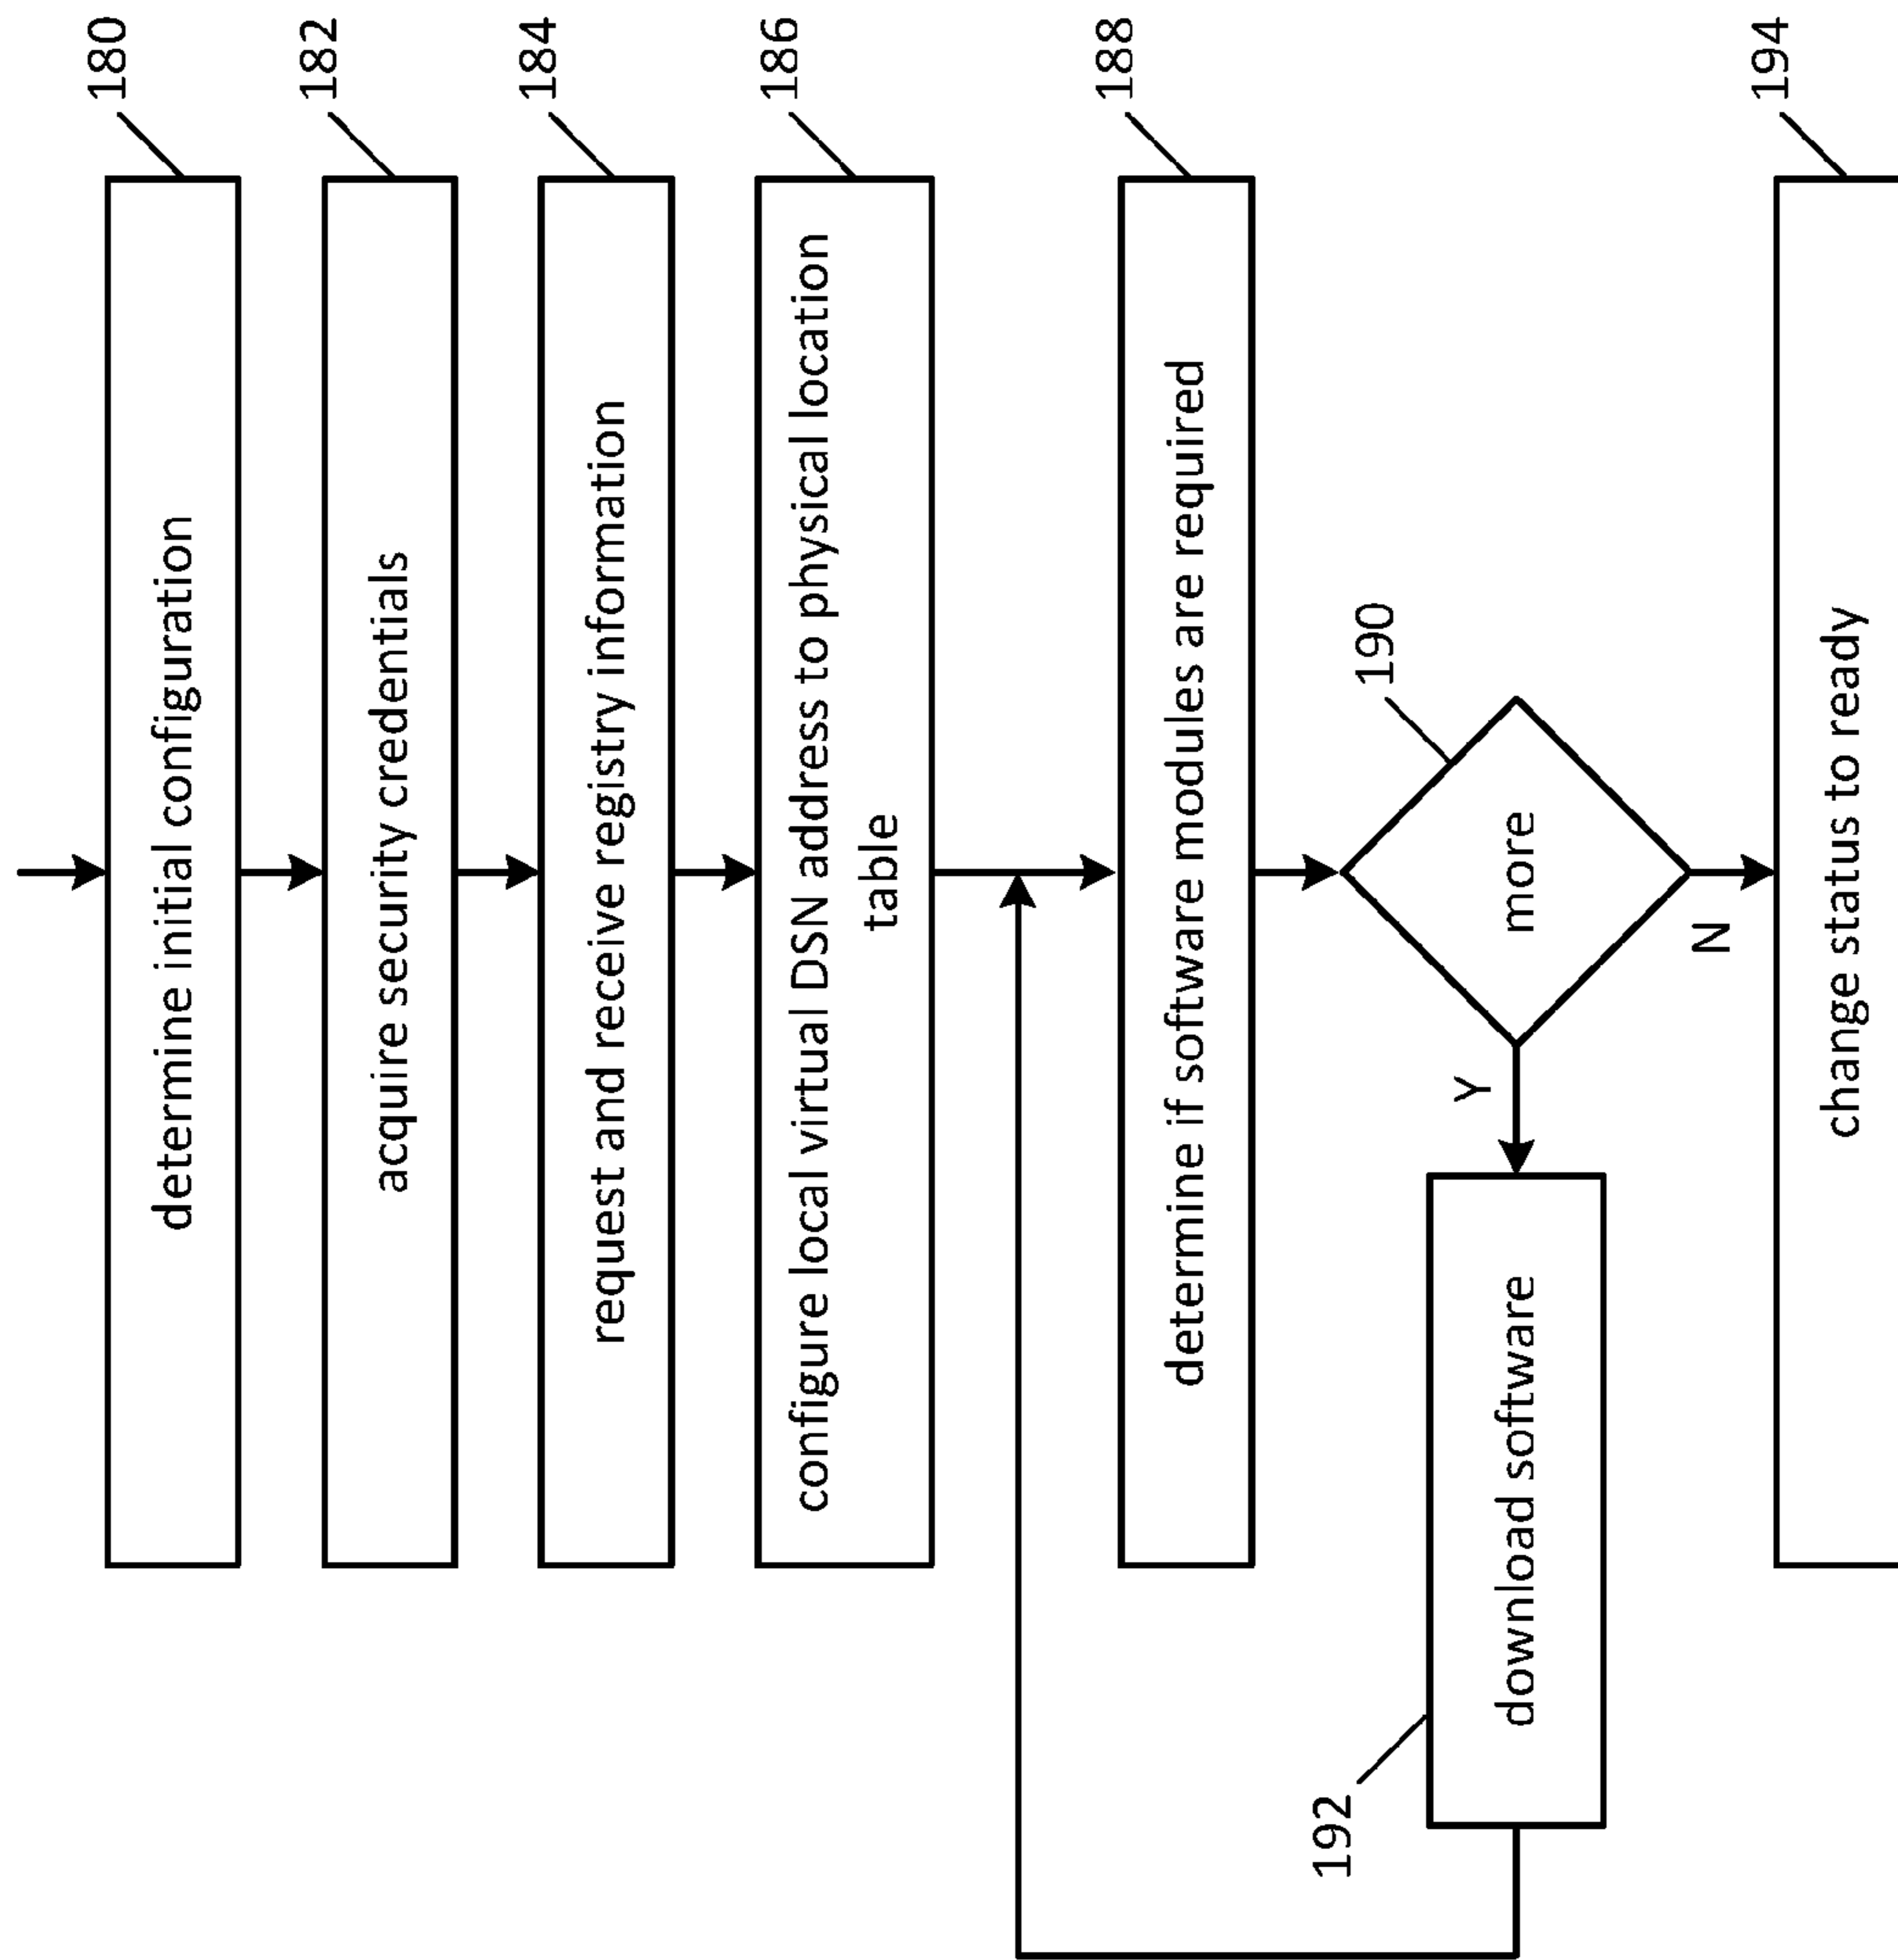 determine initial configuration
180
acquire security credentials
182
request and receive registry information
184
configure local virtual DSN address to physical location
table
186
determine if software modules are required
188
more
190
Y
N
download software
192
change status to ready
194